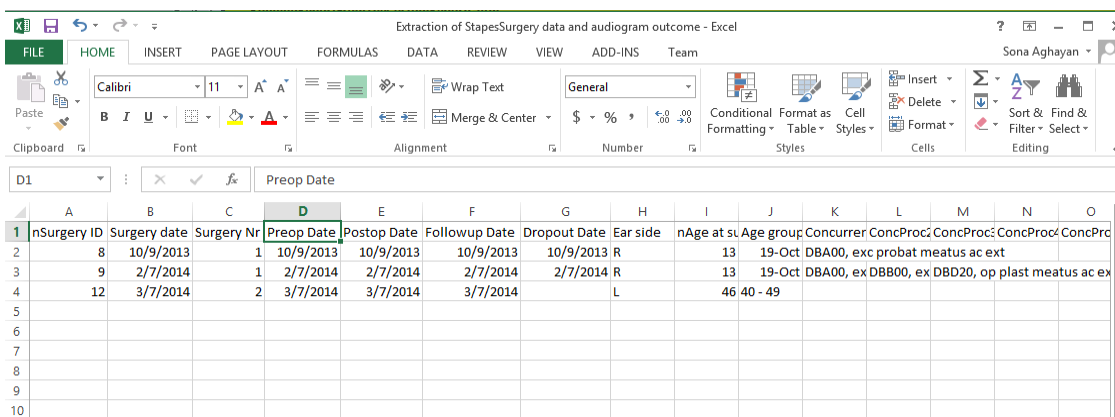 Extraction of StapesSurgery data and audiogram outcome - Excel
FILE HOME INSERT PAGE LAYOUT FORMULAS DATA REVIEW VIEW ADD-INS Team Sona Aghayan
Calibri 11 Wrap Text General Insert
Paste B I U Merge & Center $ % Conditional Format as Cell Delete Sort & Find &
Formatting Table Styles Format Filter Select
Clipboard Font Alignment Number Styles Cells Editing
D1 fx Preop Date
A B C D E F G H I J K L M N O
1 nSurgery ID Surgery date Surgery Nr Preop Date Postop Date Followup Date Dropout Date Ear side nAge at su Age group Concurren ConcProc2 ConcProc3 ConcProc4 ConcPro
2 8 10/9/2013 1 10/9/2013 10/9/2013 10/9/2013 10/9/2013 R 13 19-Oct DBA00, exc probat meatus ac ext
3 9 2/7/2014 1 2/7/2014 2/7/2014 2/7/2014 2/7/2014 R 13 19-Oct DBA00, ex DBB00, ex DBD20, op plast meatus ac ex
4 12 3/7/2014 2 3/7/2014 3/7/2014 3/7/2014 L 46 40 - 49
5
6
7
8
9
10